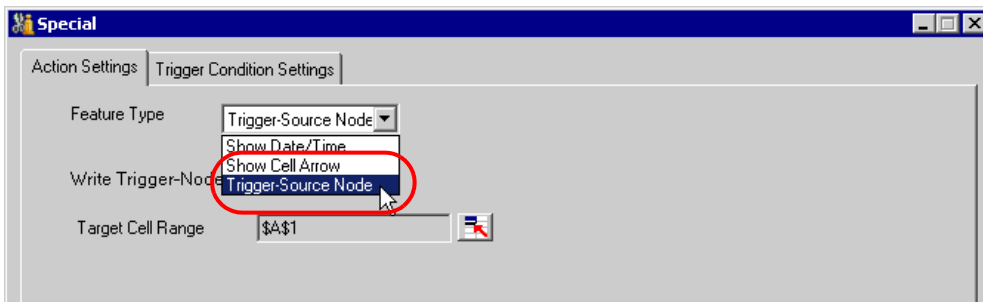 Special
Action Settings
Trigger Condition Settings
Feature Type
Trigger-Source Node
Show Date/Time
Show Cell Arrow
Write Trigger-Node
Trigger-Source Node
Target Cell Range
$A$1